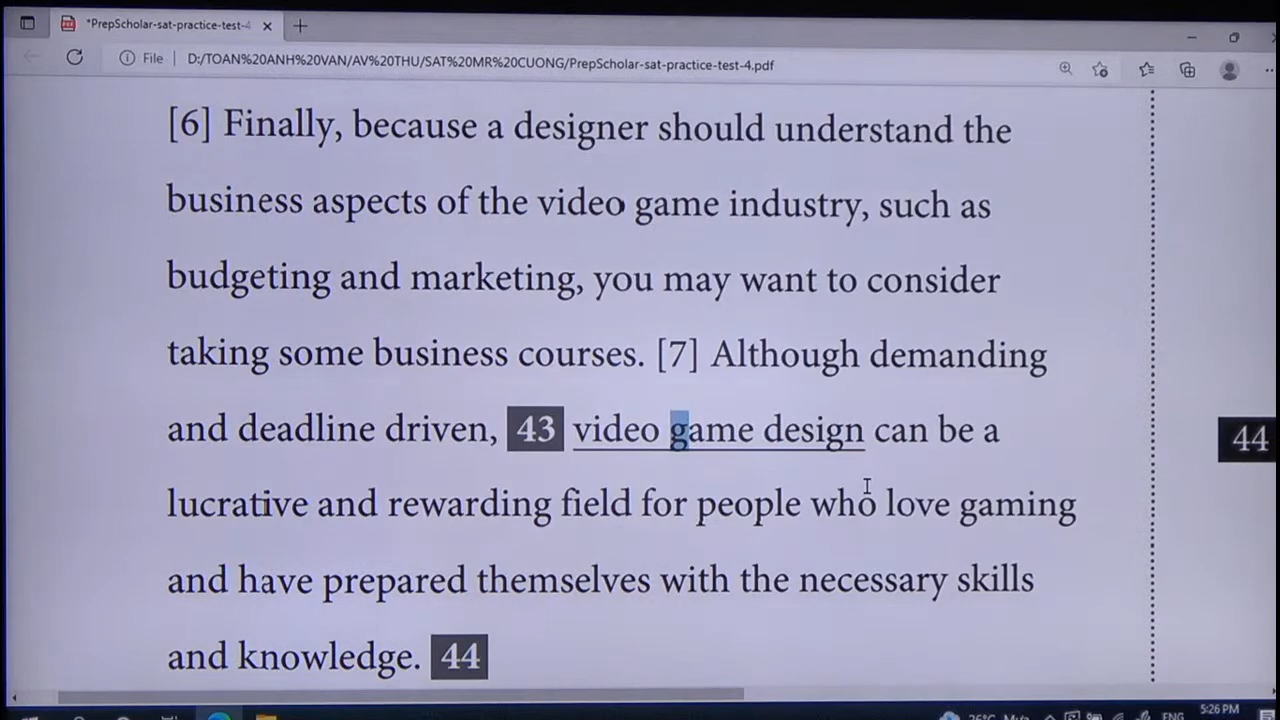 *PrepScholar-sat-practice-test-4
File
D:/TOAN%20ANH%20VAN/AV%20THU/SAT%20MR%20CUONG/PrepScholar-sat-practice-test-4.pdf
[6] Finally, because a designer should understand the
business aspects of the video game industry, such as
budgeting and marketing, you may want to consider
taking some business courses. [7] Although demanding
and deadline driven, 43 video game design can be a
44
lucrative and rewarding field for people who love gaming
and have prepared themselves with the necessary skills
and knowledge. 44
5:26 PM
ENG